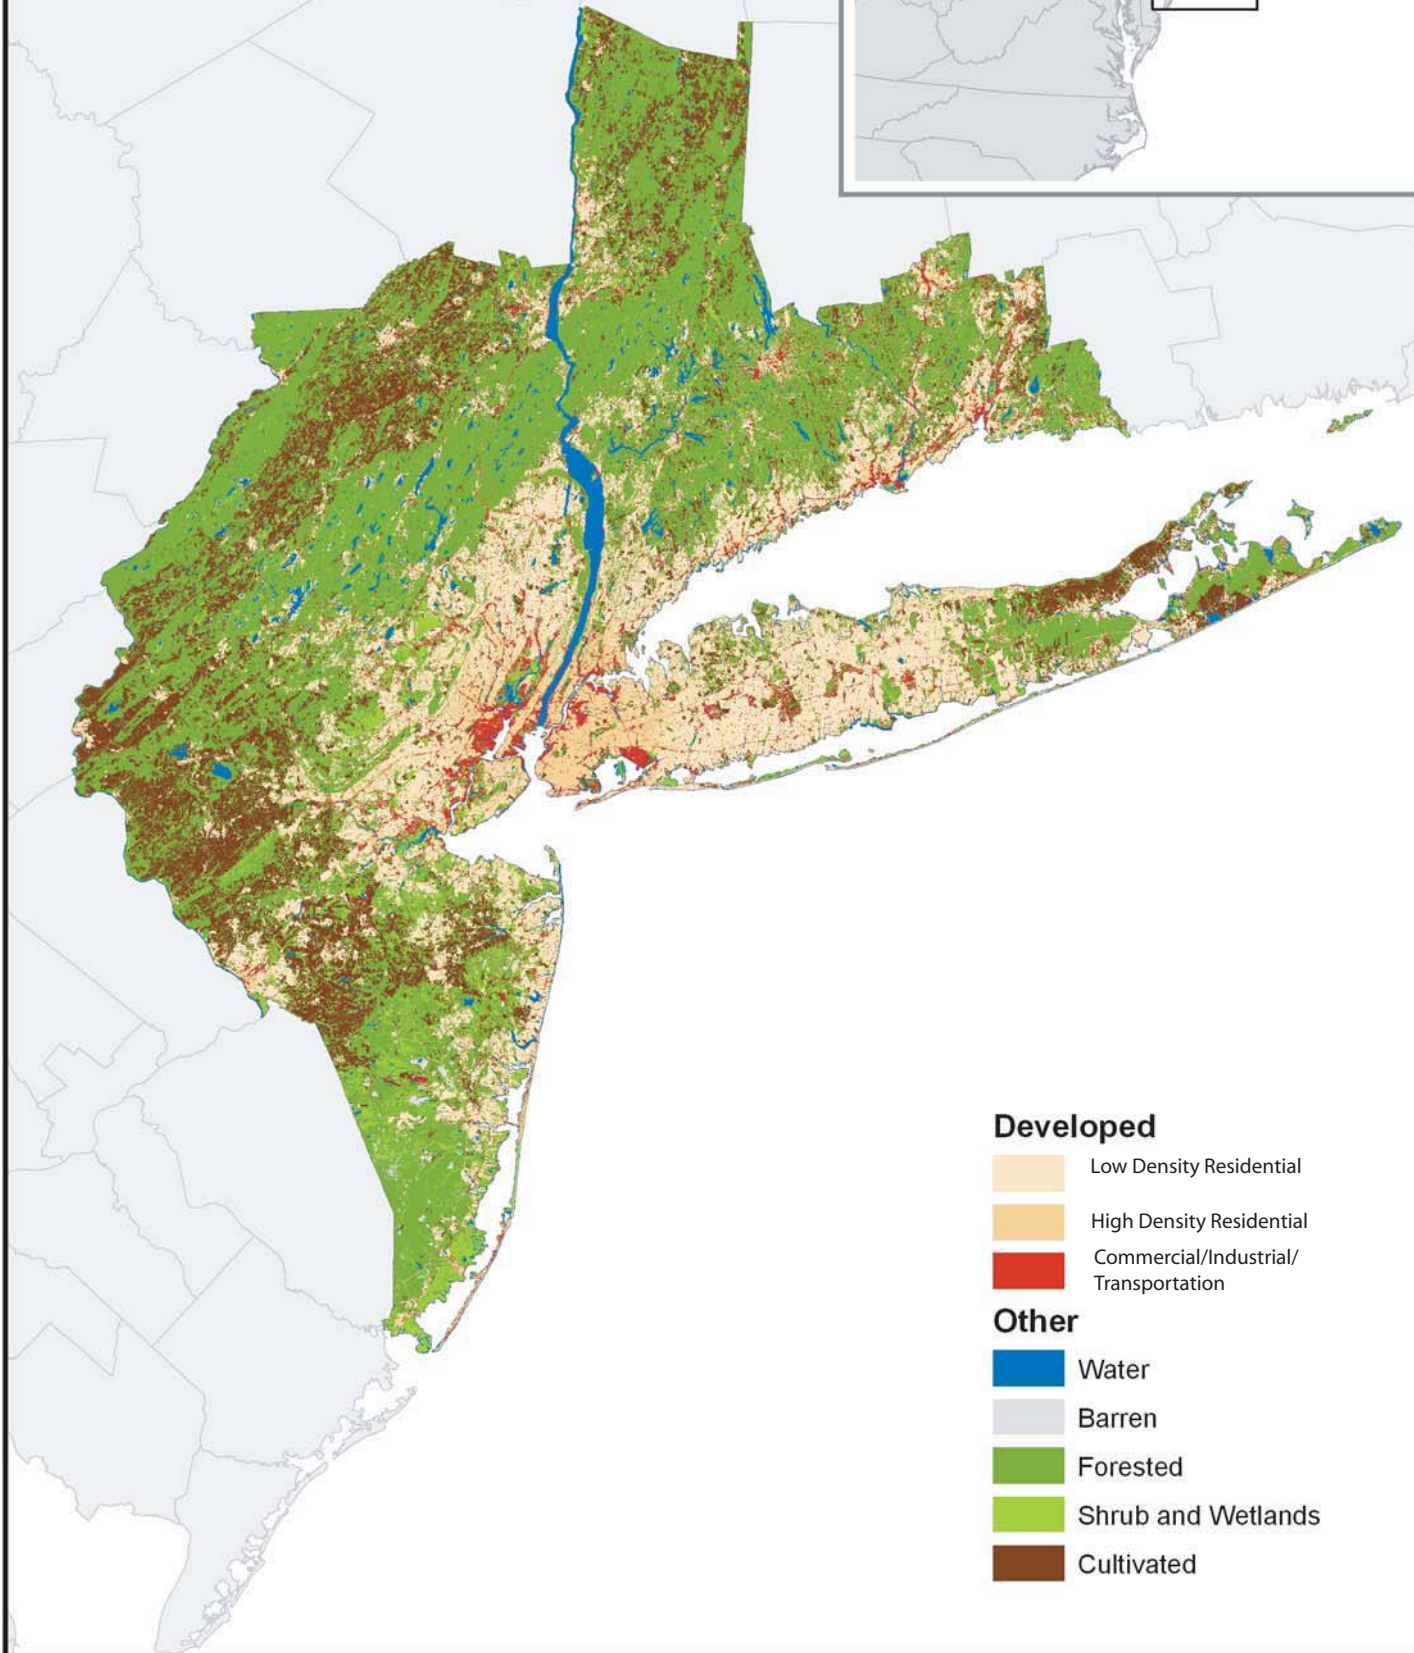 Developed
Low Density Residential
High Density Residential
Commercial/Industrial/
Transportation
Other
Water
Barren
Forested
Shrub and Wetlands
Cultivated